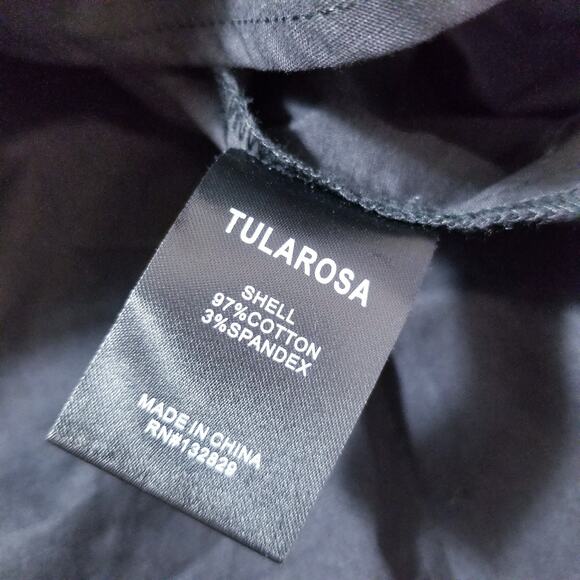 TULAROSA
SHELL
97%COTTON
3%SPANDEX
MADE IN CHINA
RN#132829